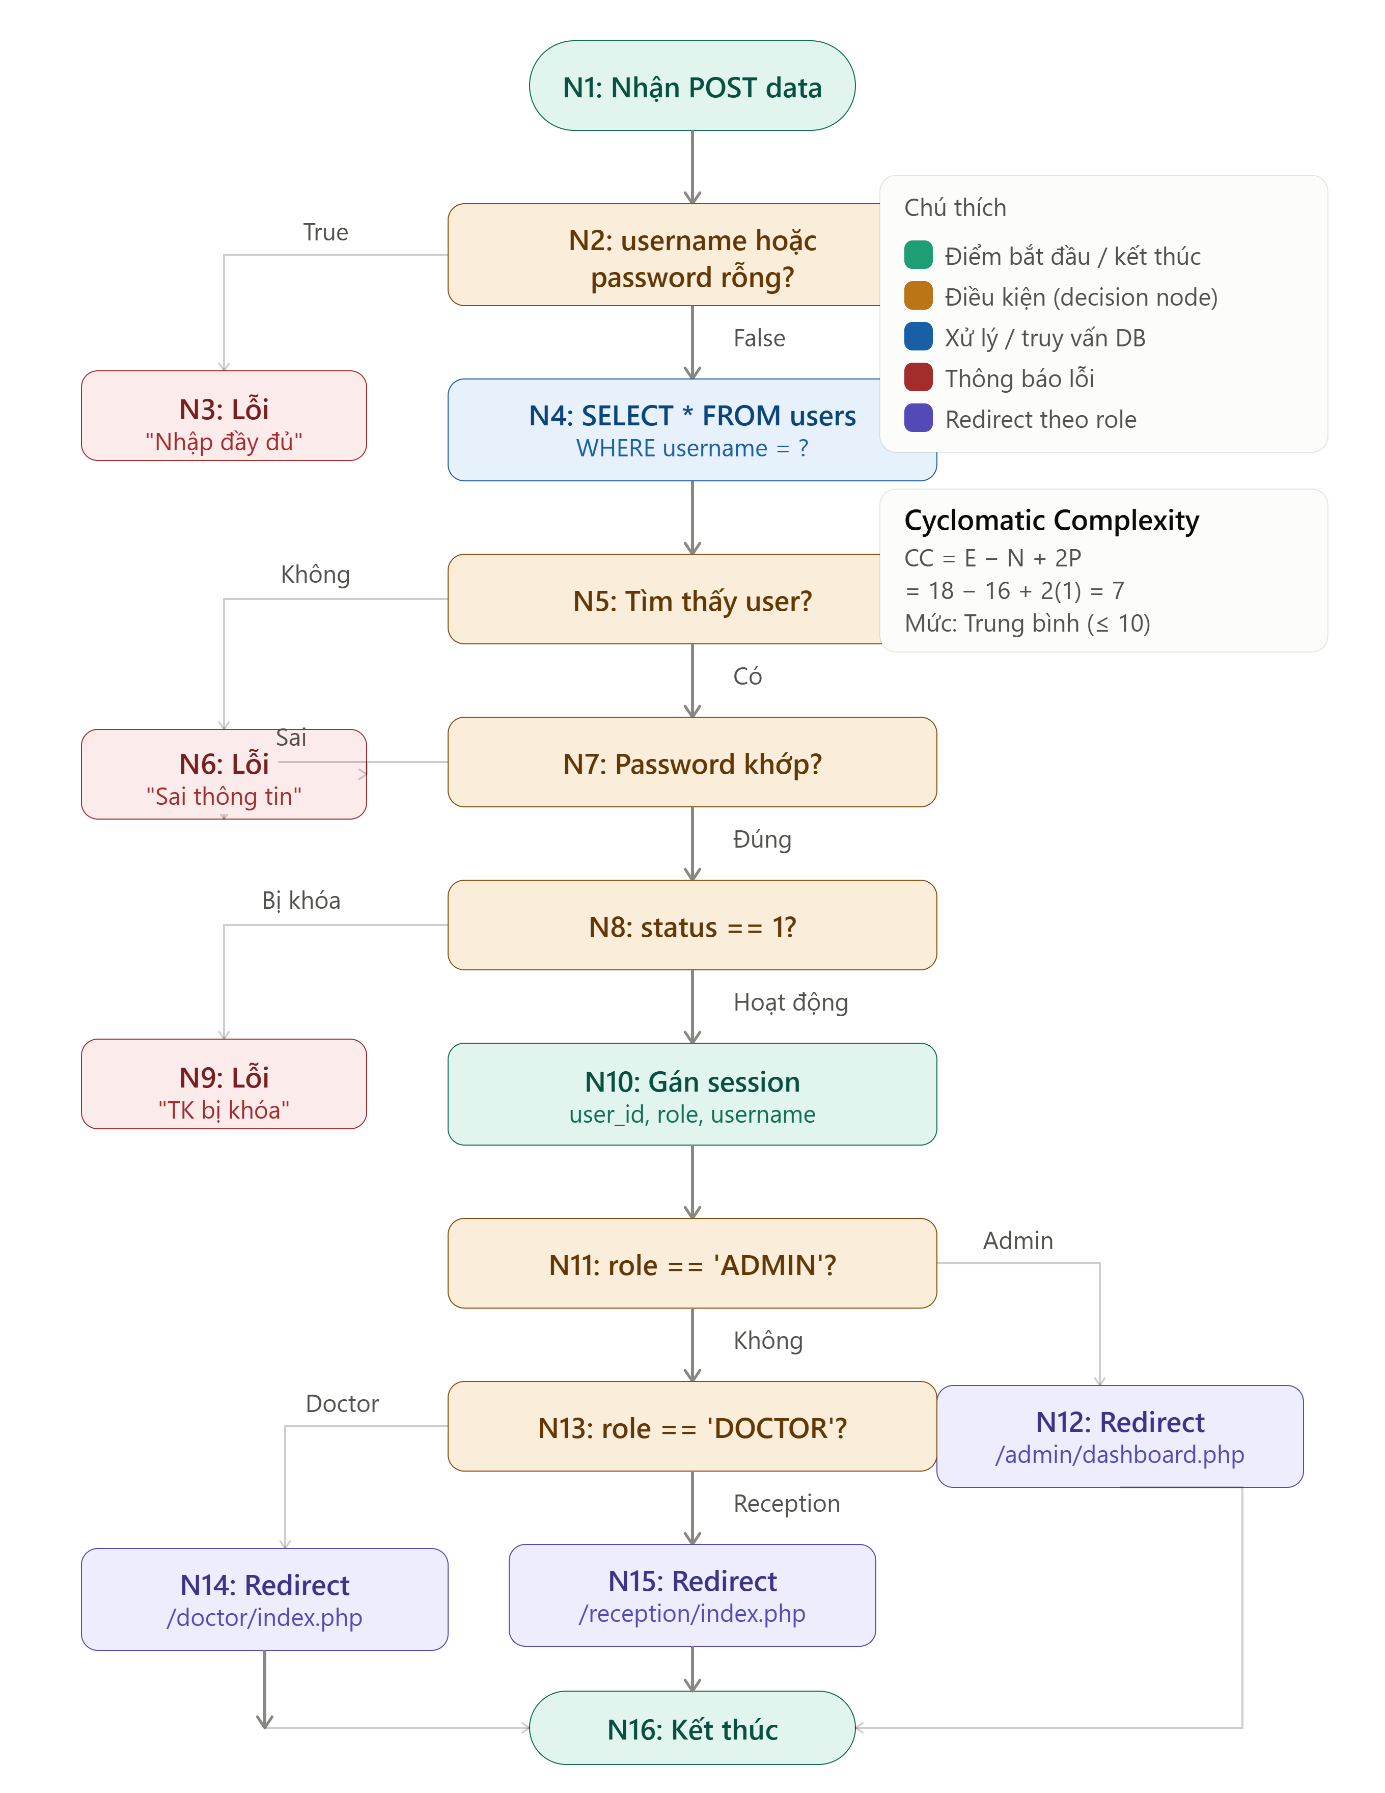 N1: Nhận POST data
Chú thích
Điểm bắt đầu / kết thúc
Điều kiện (decision node)
Xử lý / truy vấn DB
Thông báo lỗi
Redirect theo role
True
N2: username hoặc
password rỗng?
False
N3: Lỗi
"Nhập đầy đủ"
N4: SELECT * FROM users
WHERE username = ?
Cyclomatic Complexity
CC = E − N + 2P
= 18 − 16 + 2(1) = 7
Mức: Trung bình (≤ 10)
Không
N5: Tìm thấy user?
Có
Sai
N6: Lỗi
"Sai thông tin"
N7: Password khớp?
Đúng
Bị khóa
N8: status == 1?
Hoạt động
N9: Lỗi
"TK bị khóa"
N10: Gán session
user_id, role, username
Admin
N11: role == 'ADMIN'?
Không
Doctor
N13: role == 'DOCTOR'?
N12: Redirect
/admin/dashboard.php
Reception
N14: Redirect
/doctor/index.php
N15: Redirect
/reception/index.php
N16: Kết thúc